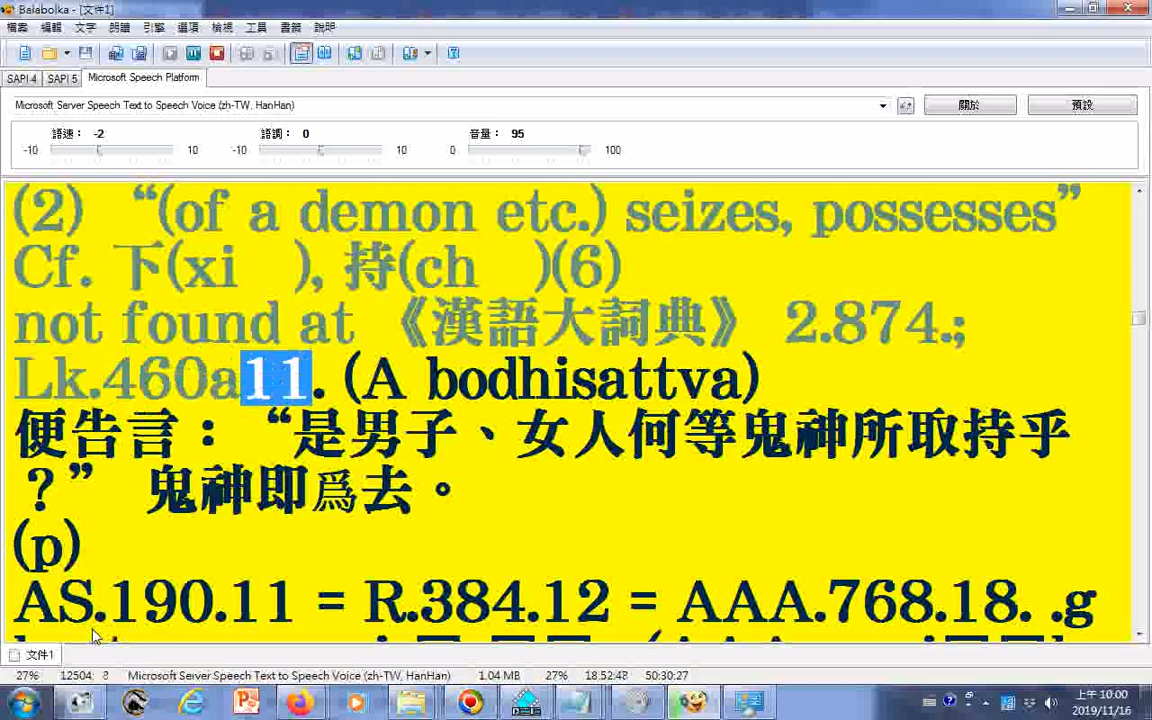 Balabolka - [文件1]
檔案 編輯 文字 朗讀 引擎 選項 檢視 工具 書籤 說明
SAPI 4 SAPI 5 Microsoft Speech Platform
Microsoft Server Speech Text to Speech Voice (zh-TW, HanHan)
關於 預設
語速： -2 語調： 0 音量： 95
-10 10 -10 10 0 100
(2) “(of a demon etc.) seizes, possesses”
Cf. 下(xi ), 持(ch )(6)
not found at 《漢語大詞典》 2.874.;
Lk.460a11. (A bodhisattva)
便告言：“是男子、女人何等鬼神所取持乎
？” 鬼神即爲去。
(p)
AS.190.11 = R.384.12 = AAA.768.18. .g
文件1
27% 12504: 8 Microsoft Server Speech Text to Speech Voice (zh-TW, HanHan) 1.04 MB 27% 18:52:48 50:30:27
上午 10:00
2019/11/16